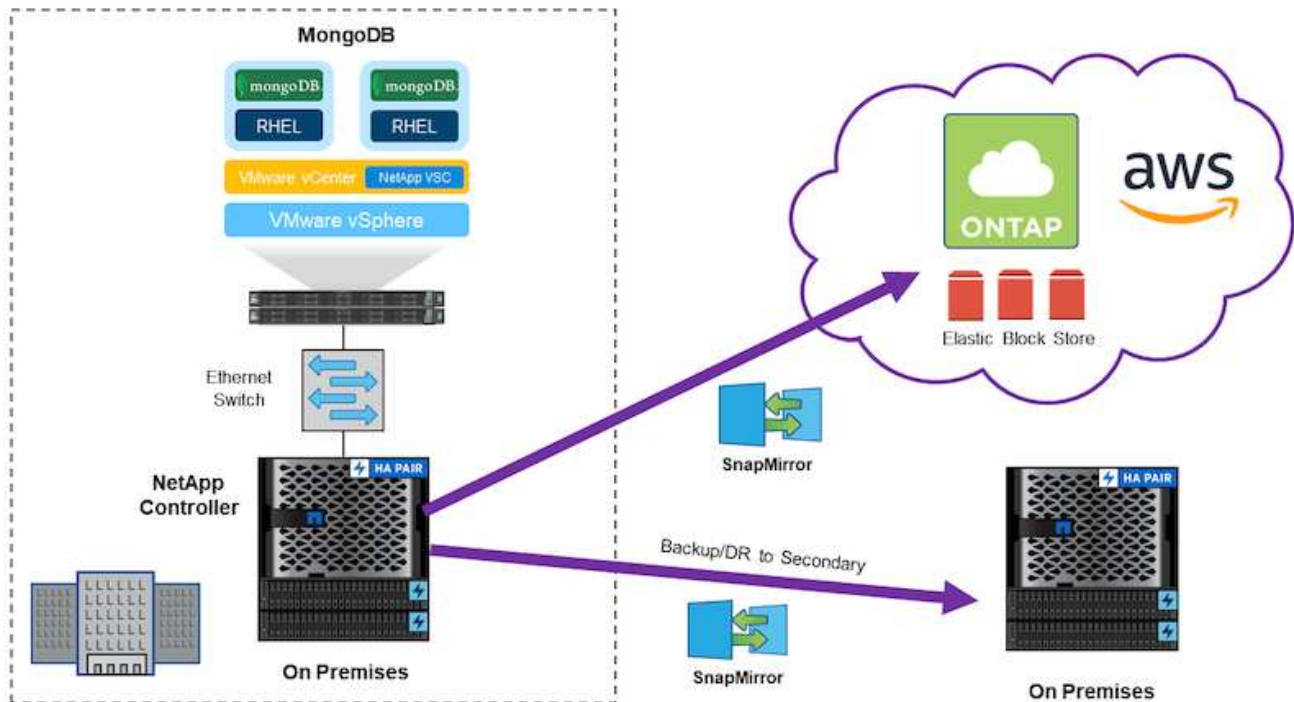 MongoDB
mongoDB
mongoDB
RHEL
RHEL
VMware vCenter
NetApp VSC
VMware vSphere
Ethernet
Switch
NetApp
Controller
HA PAIR
On Premises
ONTAP
aws
Elastic Block Store
SnapMirror
Backup/DR to Secondary
SnapMirror
HA PAIR
On Premises